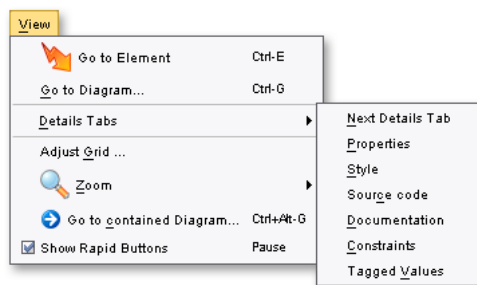 View
Go to Element Ctrl-E
Go to Diagram... Ctrl-G
Details Tabs
Adjust Grid ...
Zoom
Go to contained Diagram... Ctrl+Alt-G
Show Rapid Buttons Pause
Next Details Tab
Properties
Style
Source code
Documentation
Constraints
Tagged Values